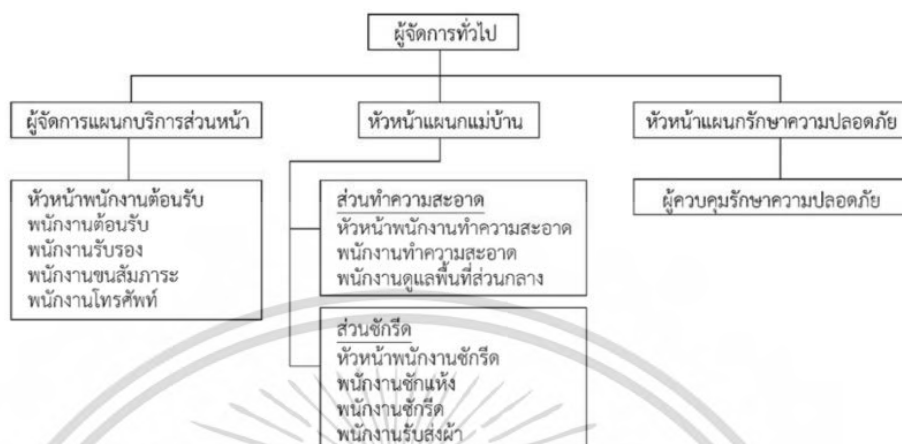 ผู้จัดการทั่วไป
ผู้จัดการแผนกบริการส่วนหน้า
หัวหน้าแผนกแม่บ้าน
หัวหน้าแผนกรักษาความปลอดภัย
หัวหน้าพนักงานต้อนรับ
พนักงานต้อนรับ
พนักงานรับรอง
พนักงานขนสัมภาระ
พนักงานโทรศัพท์
ส่วนทำความสะอาด
หัวหน้าพนักงานทำความสะอาด
พนักงานทำความสะอาด
พนักงานดูแลพื้นที่ส่วนกลาง
ผู้ควบคุมรักษาความปลอดภัย
ส่วนซักรีด
หัวหน้าพนักงานซักรีด
พนักงานซักแห้ง
พนักงานซักรีด
พนักงานรับส่งผ้า